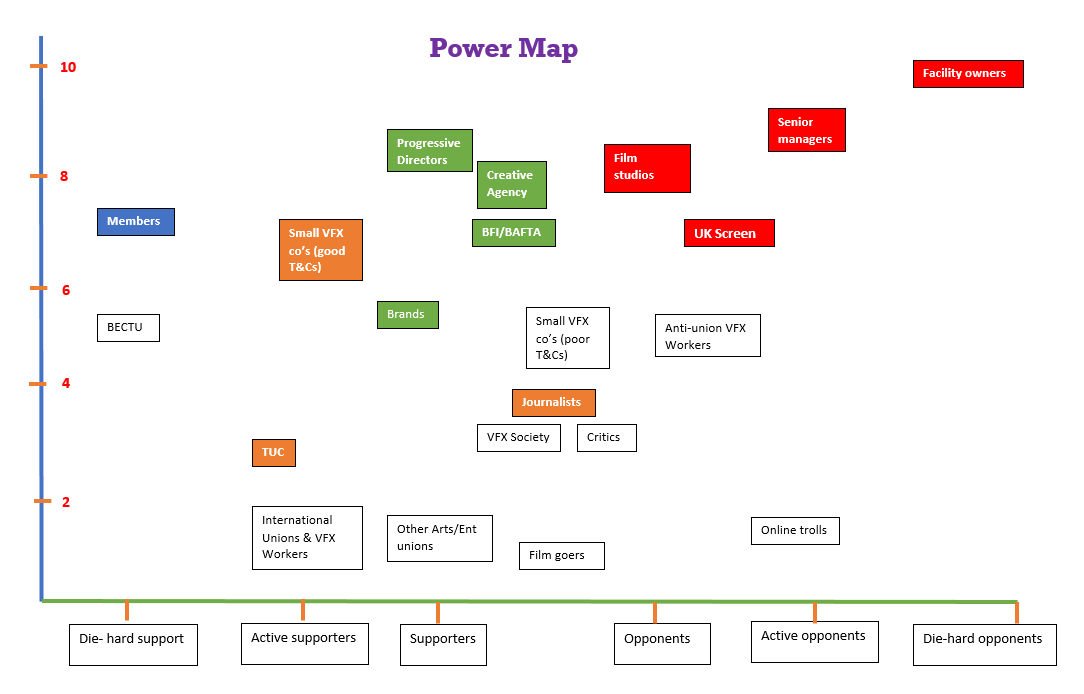 Power Map
10
Facility owners
Senior
managers
Progressive
Directors
Film
studios
Creative
Agency
8
Members
Small VFX
co’s (good
T&Cs)
BFI/BAFTA
UK Screen
6
Brands
BECTU
Small VFX
co’s (poor
T&Cs)
Anti-union VFX
Workers
4
Journalists
VFX Society
Critics
TUC
2
International
Unions & VFX
Workers
Other Arts/Ent
unions
Film goers
Online trolls
Die- hard support
Active supporters
Supporters
Opponents
Active opponents
Die-hard opponents